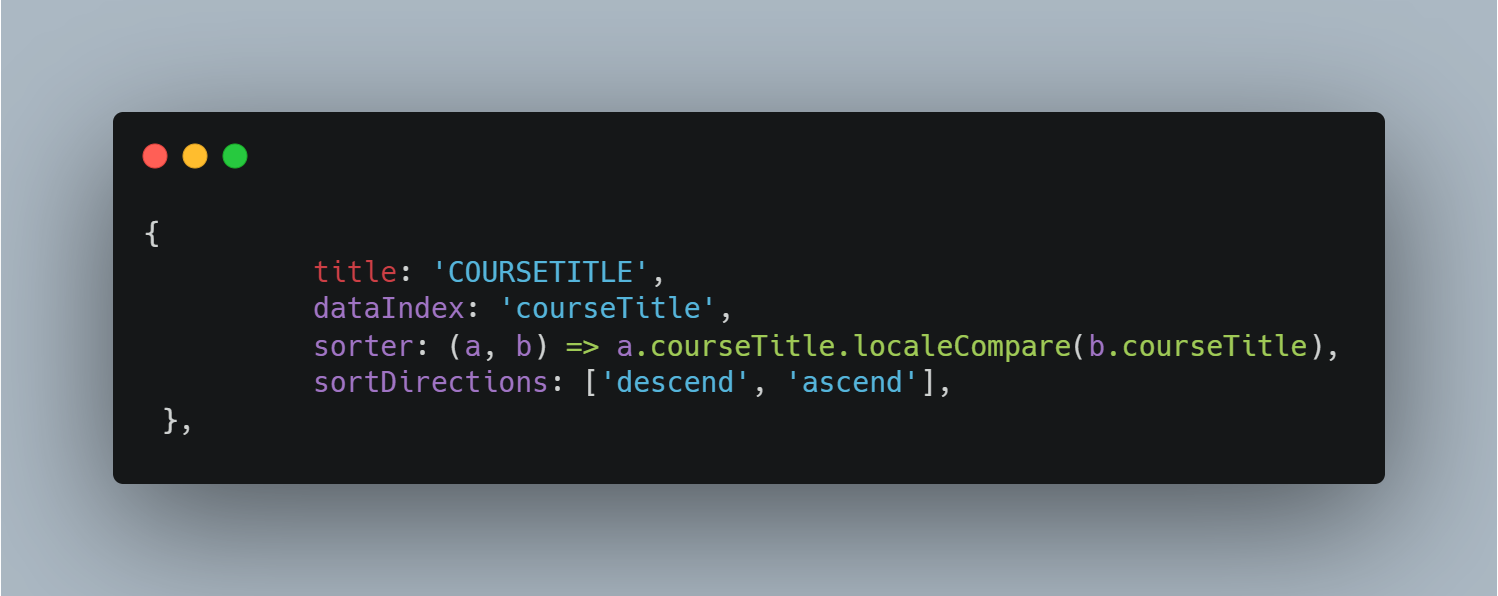 {
title: 'COURSETITLE',
dataIndex: 'courseTitle',
sorter: (a, b) => a.courseTitle.localeCompare(b.courseTitle),
sortDirections: ['descend', 'ascend'],
},